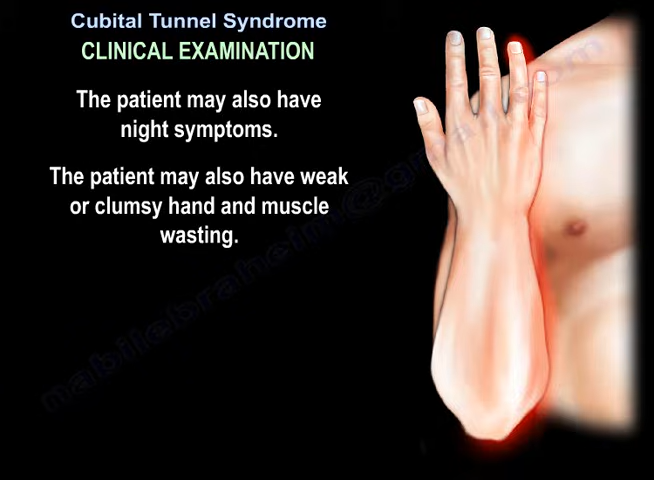 Cubital Tunnel Syndrome
CLINICAL EXAMINATION
The patient may also have
night symptoms.
The patient may also have weak
or clumsy hand and muscle
wasting.